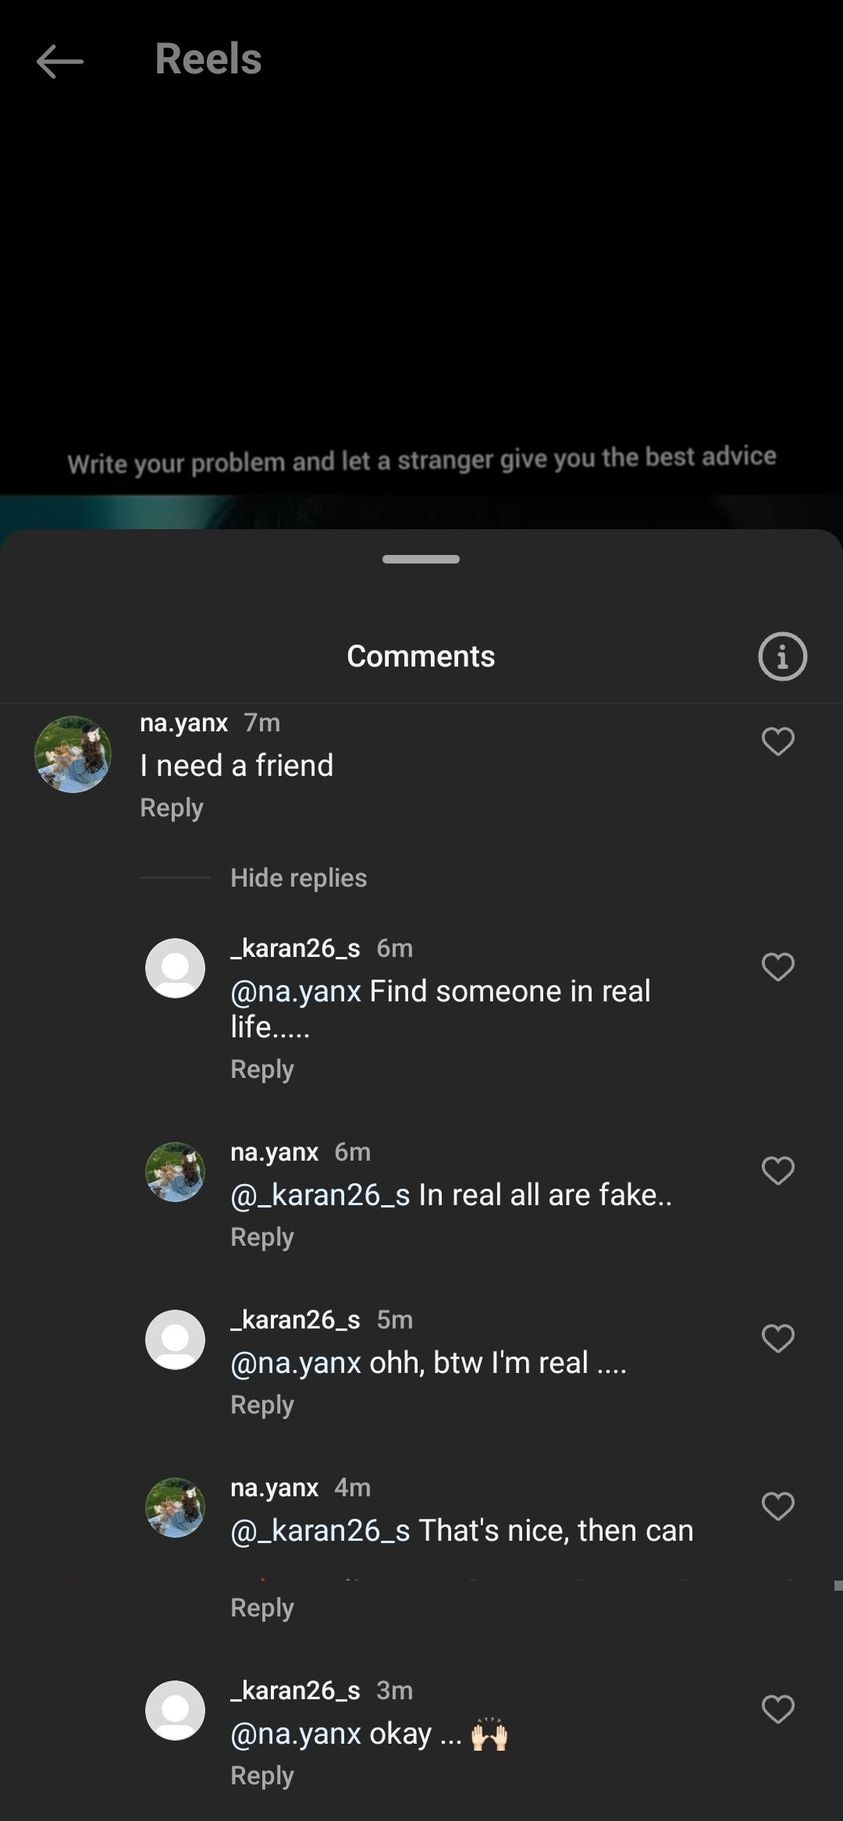 Reels
Write your problem and let a stranger give you the best advice
Comments
na.yanx 7m
I need a friend
Reply
Hide replies
_karan26_s 6m
@na.yanx Find someone in real
life.....
Reply
na.yanx 6m
@_karan26_s In real all are fake..
Reply
_karan26_s 5m
@na.yanx ohh, btw I'm real ....
Reply
na.yanx 4m
@_karan26_s That's nice, then can
Reply
_karan26_s 3m
@na.yanx okay ... 🙌🏻
Reply